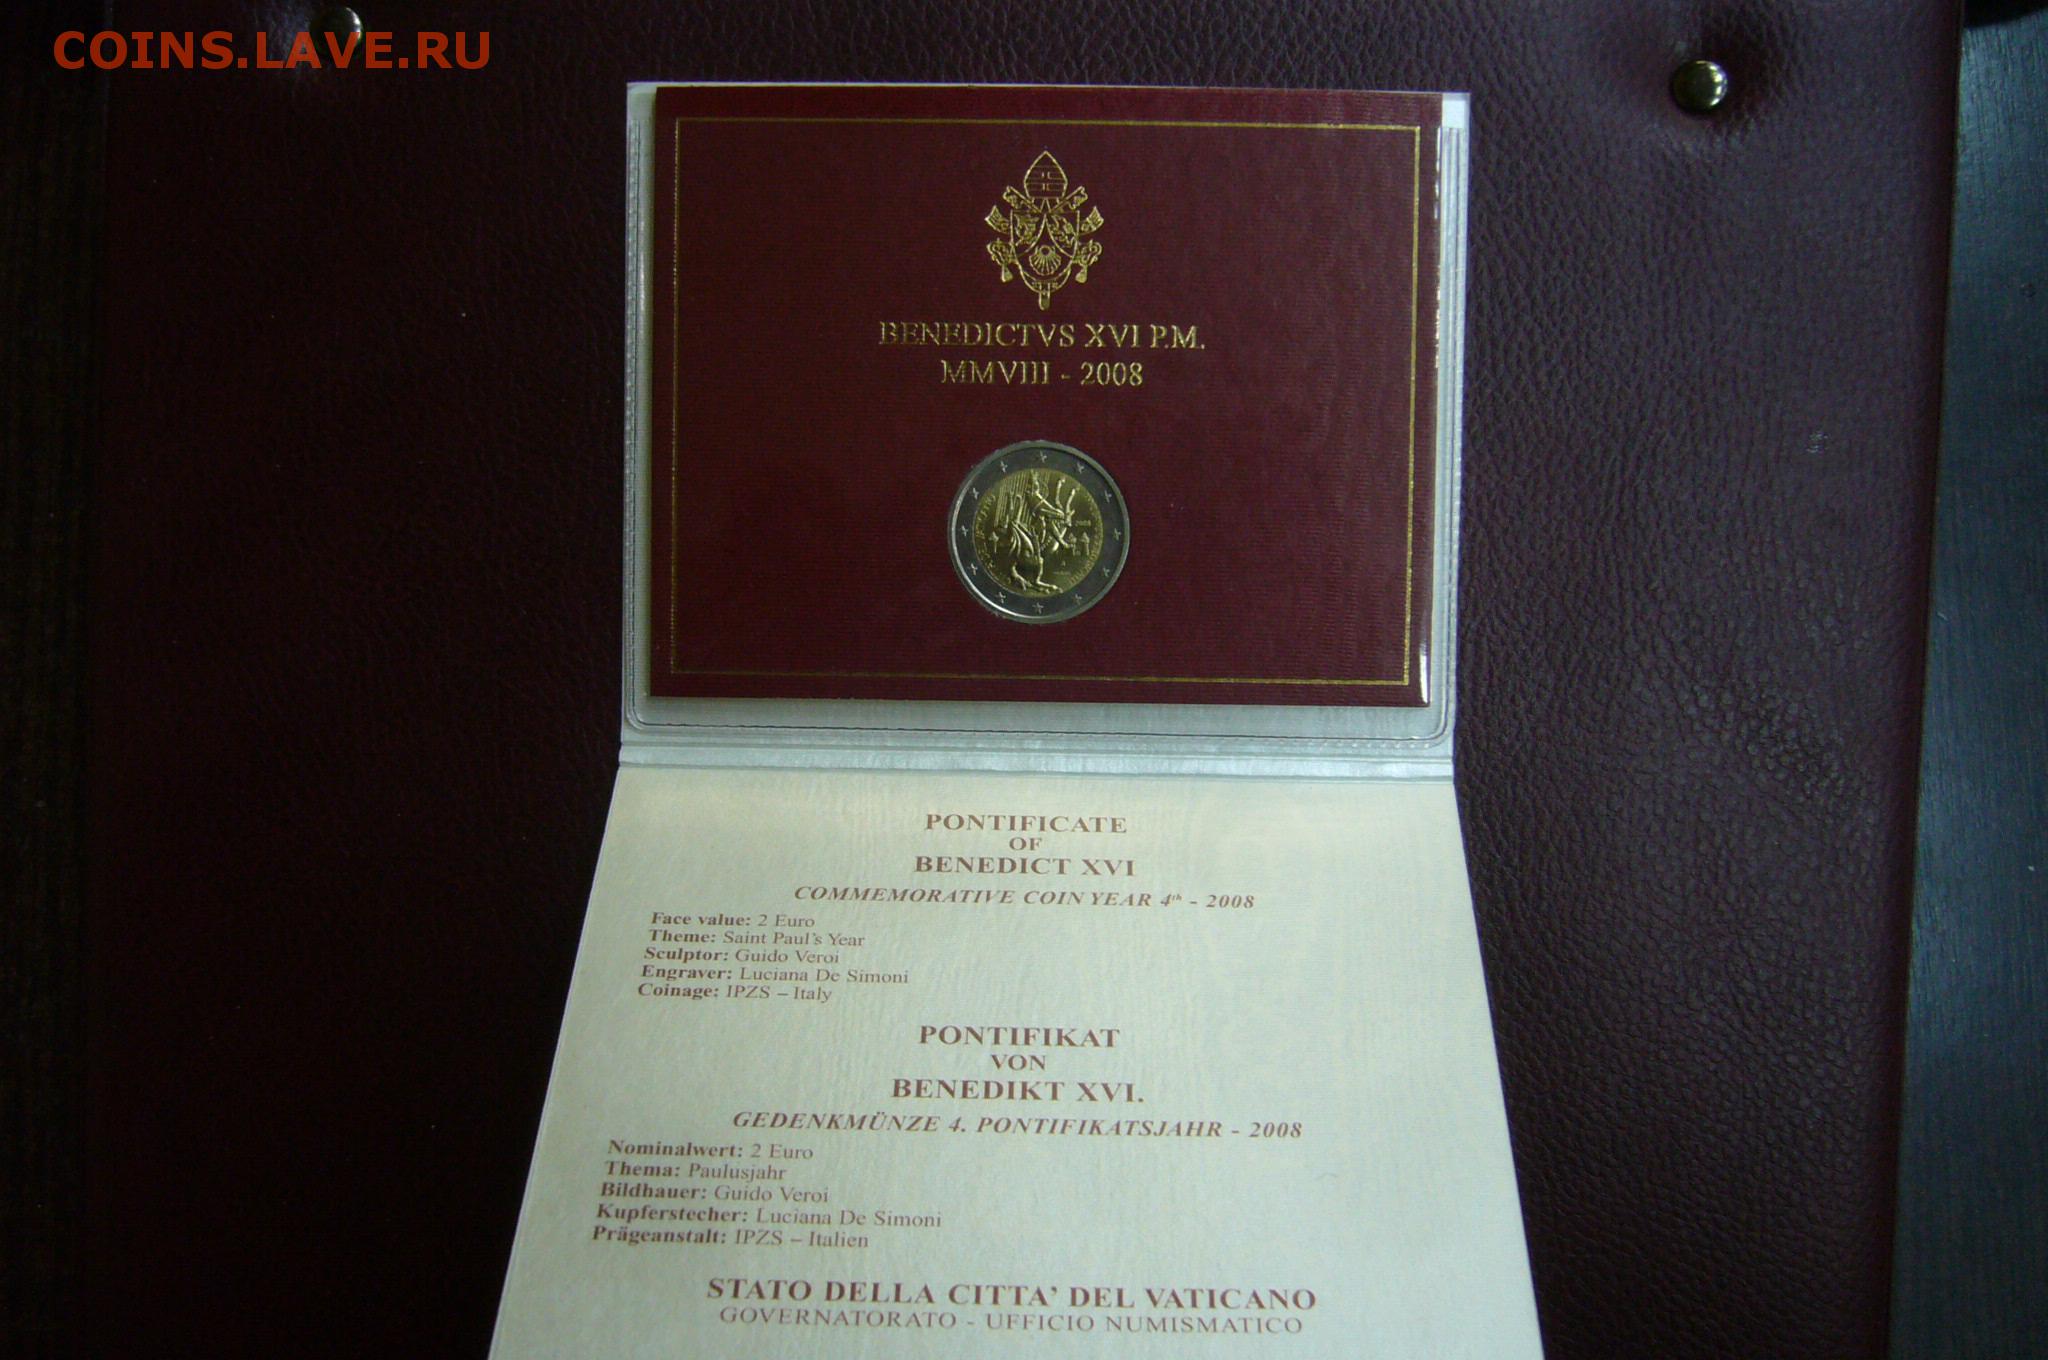 COINS.LAVE.RU
BENEDICTVS XVI P.M.
MMVIII - 2008
2008
PONTIFICATE
OF
BENEDICT XVI
COMMEMORATIVE COIN YEAR 4th - 2008
Face value: 2 Euro
Theme: Saint Paul's Year
Sculptor: Guido Veroi
Engraver: Luciana De Simoni
Coinage: IPZS – Italy
PONTIFIKAT
VON
BENEDIKT XVI.
GEDENKMÜNZE 4. PONTIFIKATSJAHR - 2008
Nominalwert: 2 Euro
Thema: Paulusjahr
Bildhauer: Guido Veroi
Kupferstecher: Luciana De Simoni
Prägeanstalt: IPZS – Italien
STATO DELLA CITTA' DEL VATICANO
GOVERNATORATO - UFFICIO NUMISMATICO